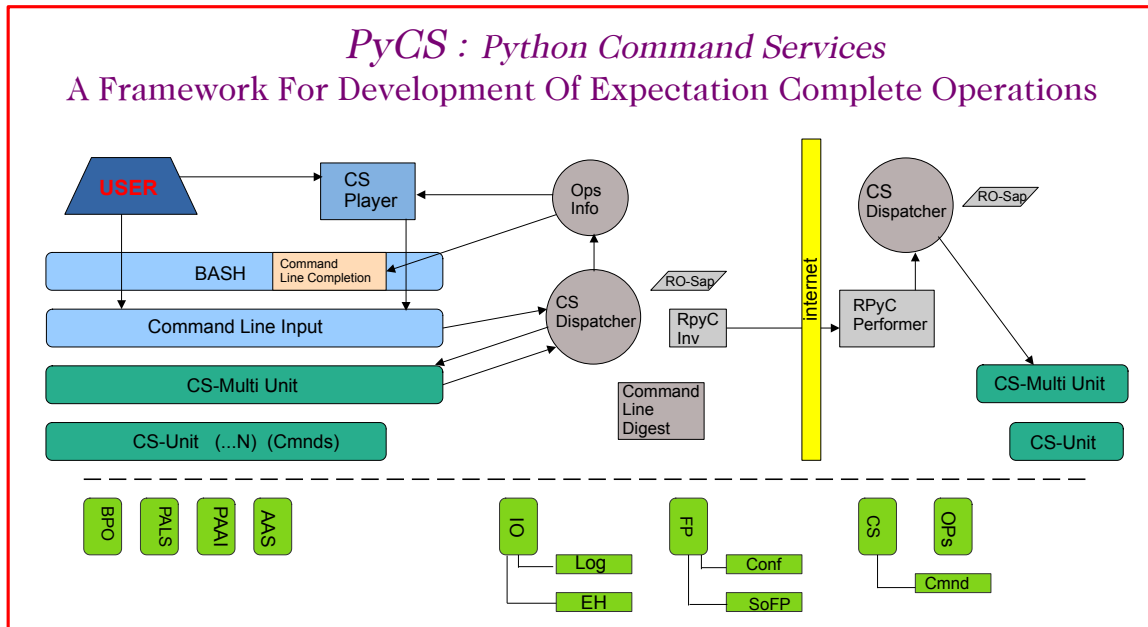 PyCS : Python Command Services
A Framework For Development Of Expectation Complete Operations
USER
CS
Player
Ops
Info
CS
Dispatcher
RO-Sap
BASH
Command
Line Completion
internet
RO-Sap
Command Line Input
CS
Dispatcher
RpyC
Inv
RPyC
Performer
CS-Multi Unit
CS-Multi Unit
Command
Line
Digest
CS-Unit (...N) (Cmnds)
CS-Unit
BPO
PALS
PAAI
AAS
IO
FP
CS
OPs
Log
Conf
Cmnd
EH
SoFP